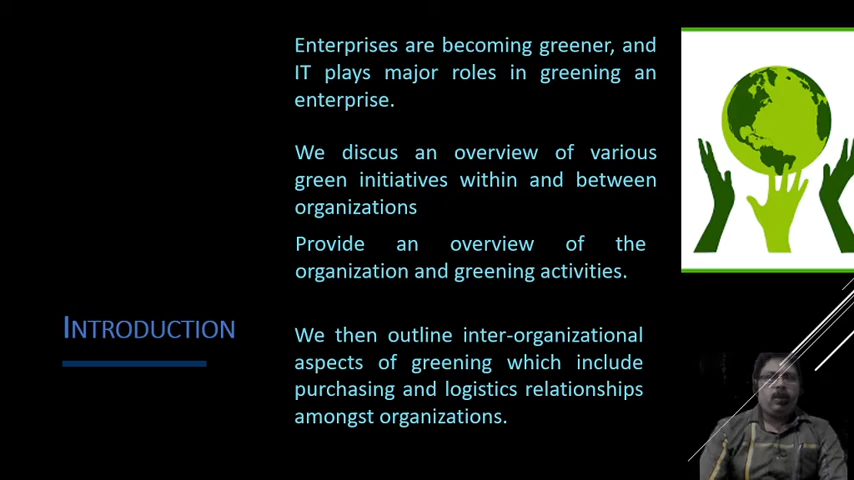 Enterprises are becoming greener, and
IT plays major roles in greening an
enterprise.
We discus an overview of various
green initiatives within and between
organizations
Provide an overview of the
organization and greening activities.
INTRODUCTION
We then outline inter-organizational
aspects of greening which include
purchasing and logistics relationships
amongst organizations.